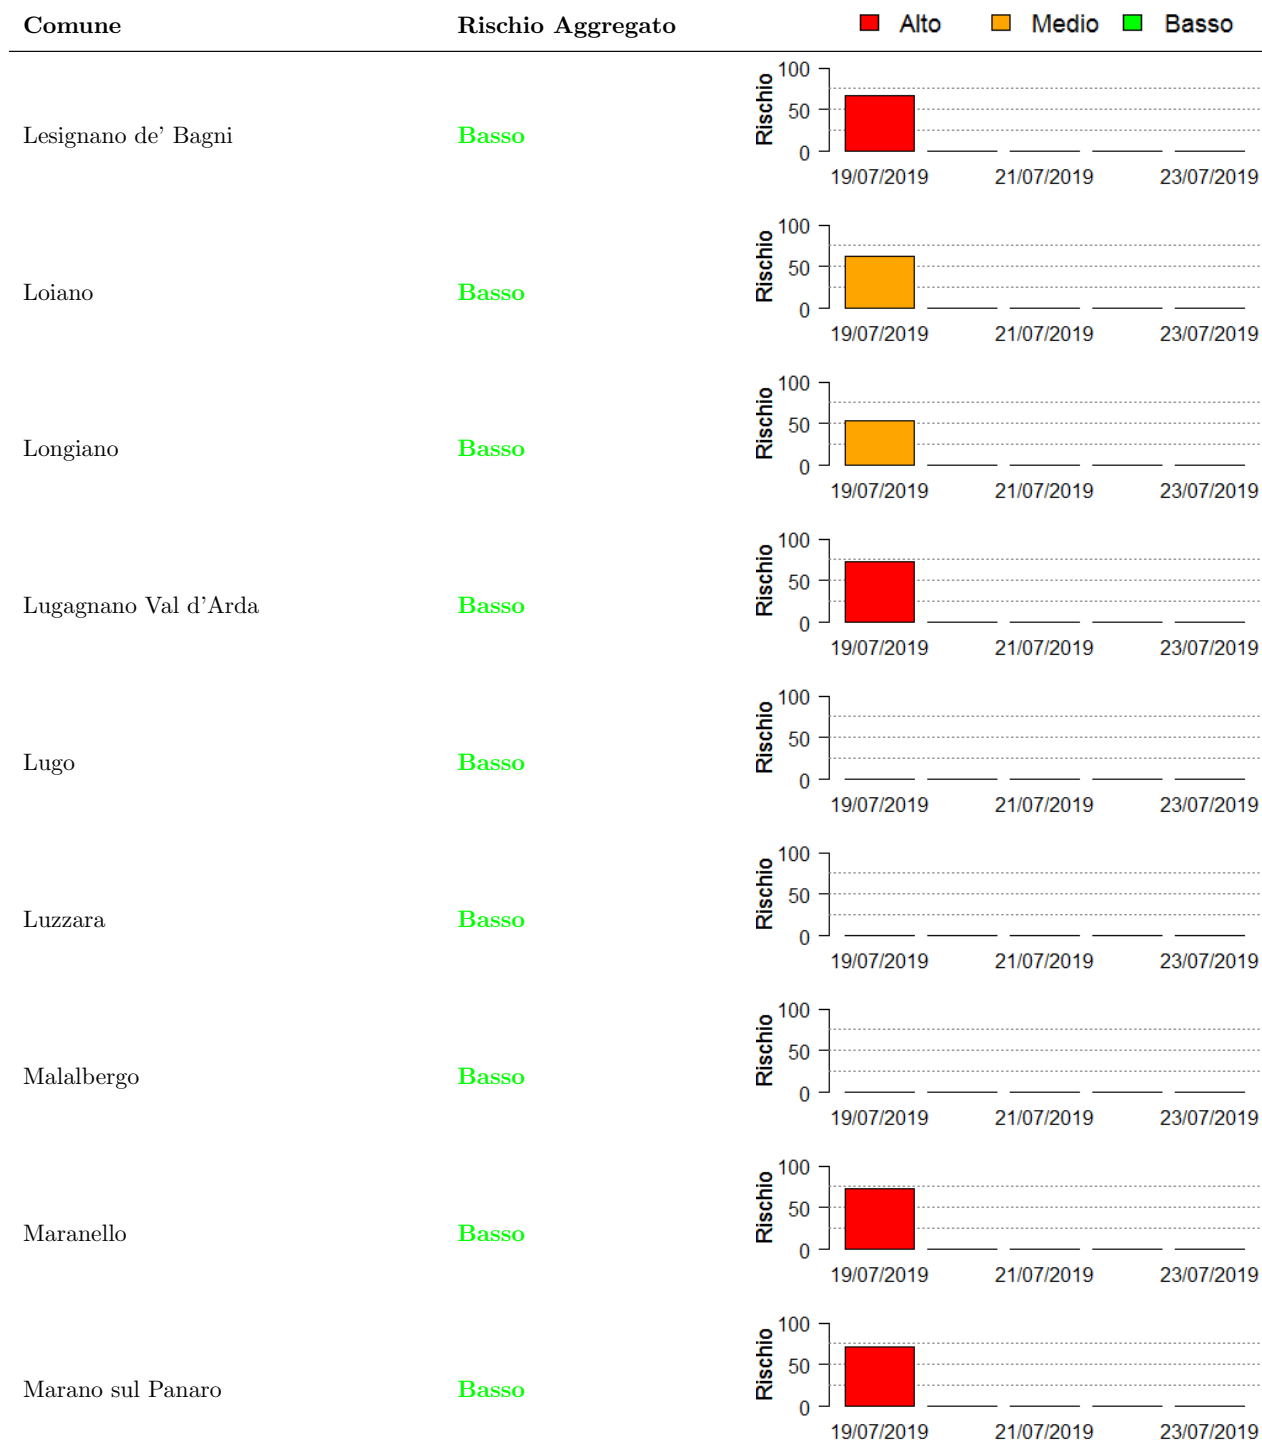 Comune Rischio Aggregato Alto Medio Basso
100
50
0
Rischio
Lesignano de' Bagni Basso
19/07/2019 21/07/2019 23/07/2019
100
50
0
Rischio
Loiano Basso
19/07/2019 21/07/2019 23/07/2019
100
50
0
Rischio
Longiano Basso
19/07/2019 21/07/2019 23/07/2019
100
50
0
Rischio
Lugagnano Val d'Arda Basso
19/07/2019 21/07/2019 23/07/2019
100
50
0
Rischio
Lugo Basso
19/07/2019 21/07/2019 23/07/2019
100
50
0
Rischio
Luzzara Basso
19/07/2019 21/07/2019 23/07/2019
100
50
0
Rischio
Malalbergo Basso
19/07/2019 21/07/2019 23/07/2019
100
50
0
Rischio
Maranello Basso
19/07/2019 21/07/2019 23/07/2019
100
50
0
Rischio
Marano sul Panaro Basso
19/07/2019 21/07/2019 23/07/2019